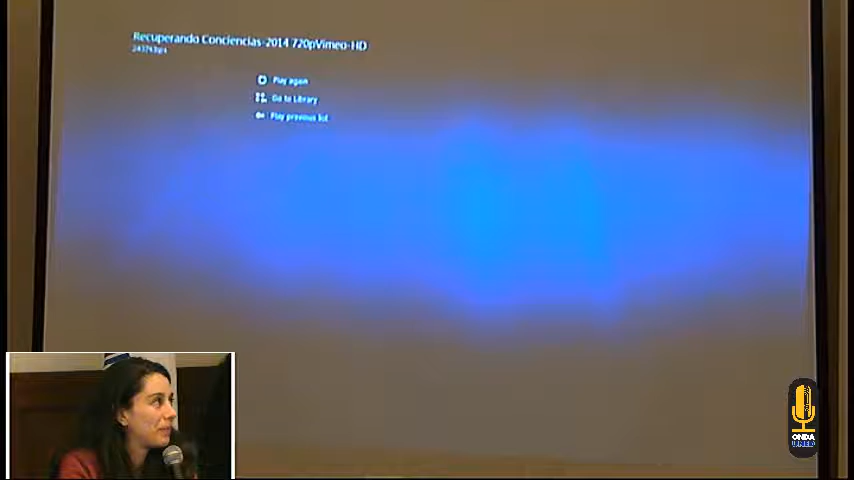 Recuperando Conciencias-2014 720pVimeo-HD
Play again
Go to Library
Play previous list
ONDA